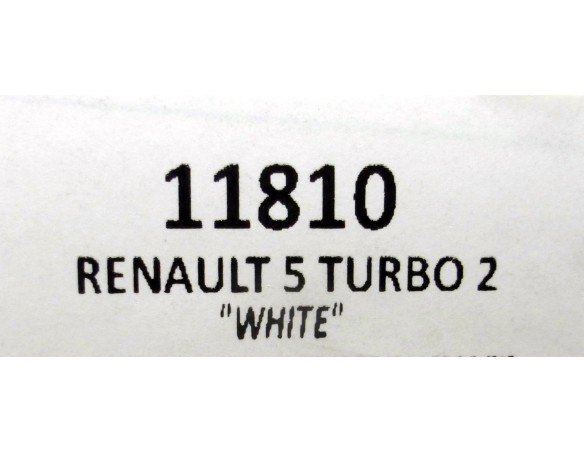 11810
RENAULT 5 TURBO 2
"WHITE"